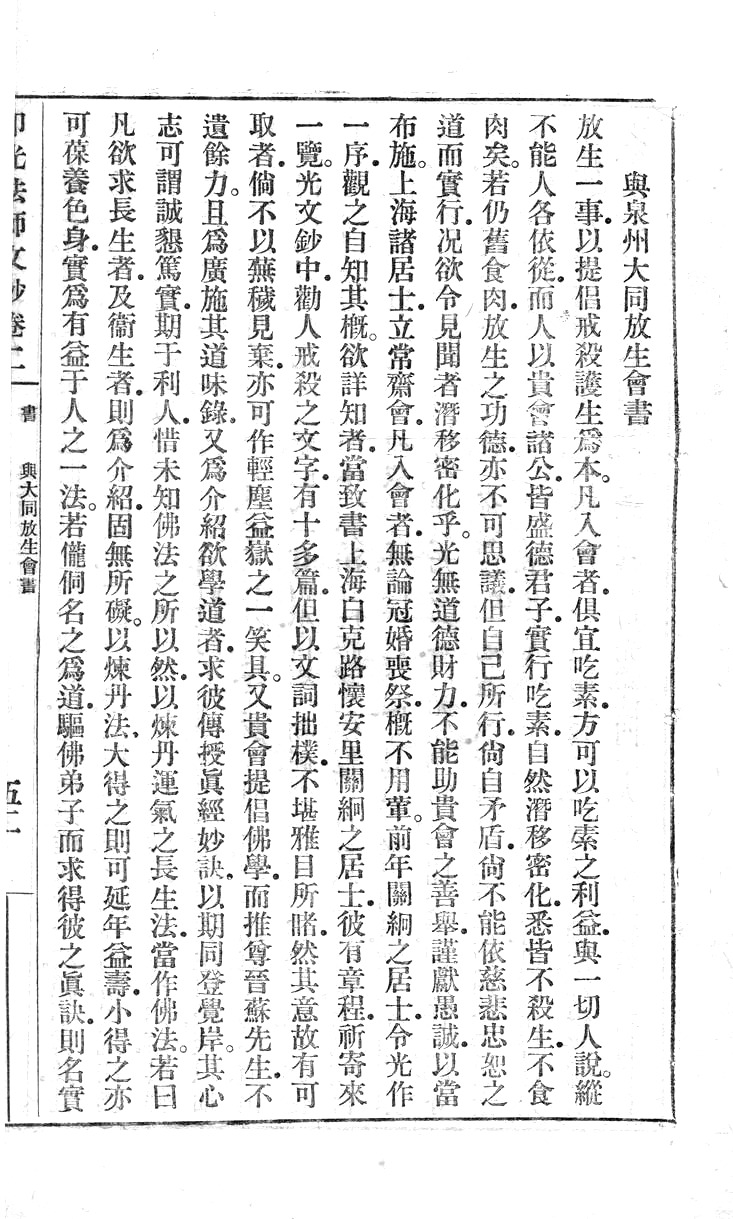 與泉州大同放生會書
放生一事。以提倡戒殺護生爲本。凡入會者。俱宜吃素。方可以吃素之利益。與一切人說。縱
不能人各依從。而人以貴會諸公。皆盛德君子。實行吃素。自然潛移密化。悉皆不殺生。不食
肉矣。若仍舊食肉。放生之功德。亦不可思議。但自己所行。尙自矛盾。尙不能依慈悲忠恕之
道而實行。况欲令見聞者潛移密化乎。光無道德財力。不能助貴會之善舉。謹獻愚誠。以當
布施。上海諸居士立常齋會。凡入會者。無論冠婚喪祭。槪不用葷。前年關絅之居士。令光作
一序。觀之自知其槪。欲詳知者。當致書上海白克路懷安里關絅之居士。彼有章程。祈寄來
一覽。光文鈔中。勸人戒殺之文字。有十多篇。但以文詞拙樸。不堪雅目所睹。然其意故有可
取者。倘不以蕪穢見棄。亦可作輕塵益嶽之一笑具。又貴會提倡佛學。而推尊晉蘇先生。不
遺餘力。且爲廣施其道味錄。又爲介紹欲學道者。求彼傳授眞經妙訣。以期同登覺岸。其心
志可謂誠懇篤實。期于利人。惜未知佛法之所以然。以煉丹運氣之長生法。當作佛法。若曰
凡欲求長生者。及衞生者。則爲介紹。固無所礙。以煉丹法。大得之則可延年益壽。小得之亦
可葆養色身。實爲有益于人之一法。若儱侗名之爲道。驅佛弟子而求得彼之眞訣。則名實
印光法師文鈔卷二　書　與大同放生會書　五二